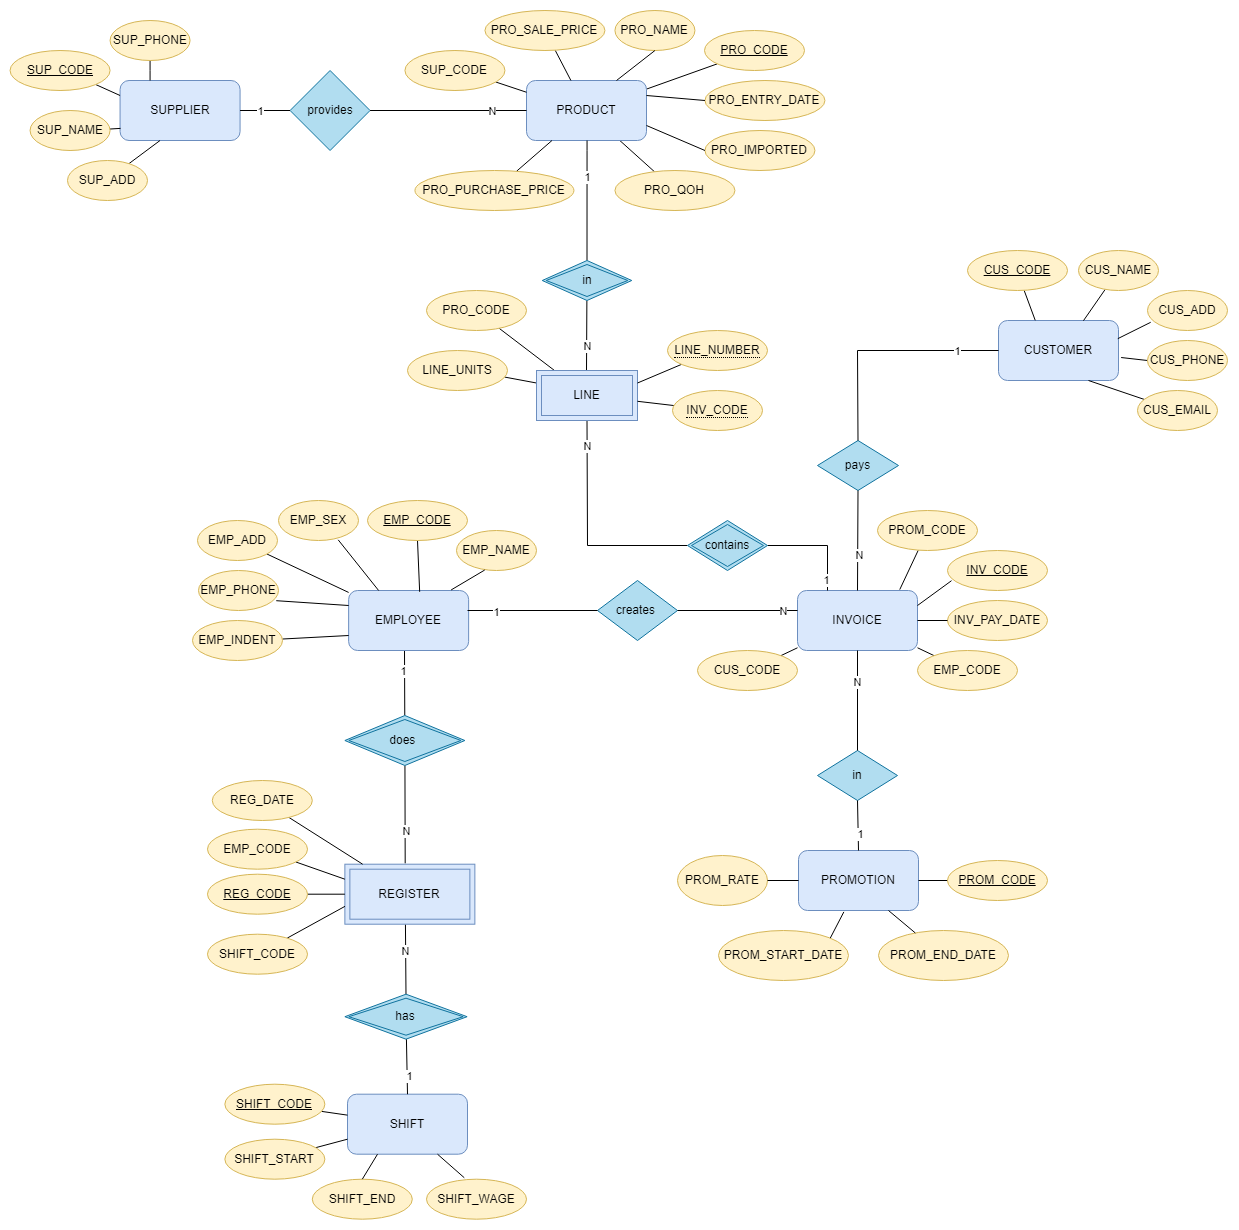 SUP_PHONE
SUP_CODE
SUPPLIER
SUP_NAME
SUP_ADD
1
provides
N
PRO_SALE_PRICE
PRO_NAME
PRO_CODE
SUP_CODE
PRODUCT
PRO_ENTRY_DATE
PRO_IMPORTED
PRO_PURCHASE_PRICE
PRO_QOH
1
in
N
PRO_CODE
LINE_NUMBER
LINE_UNITS
LINE
INV_CODE
N
CUS_CODE
CUS_NAME
CUS_ADD
CUSTOMER
CUS_PHONE
CUS_EMAIL
1
pays
N
contains
1
EMP_SEX
EMP_CODE
EMP_ADD
EMP_NAME
EMP_PHONE
EMPLOYEE
EMP_INDENT
1
creates
N
PROM_CODE
INV_CODE
INVOICE
INV_PAY_DATE
CUS_CODE
EMP_CODE
1
does
N
N
in
1
REG_DATE
EMP_CODE
REG_CODE
REGISTER
SHIFT_CODE
PROM_RATE
PROMOTION
PROM_CODE
PROM_START_DATE
PROM_END_DATE
N
has
1
SHIFT_CODE
SHIFT
SHIFT_START
SHIFT_END
SHIFT_WAGE